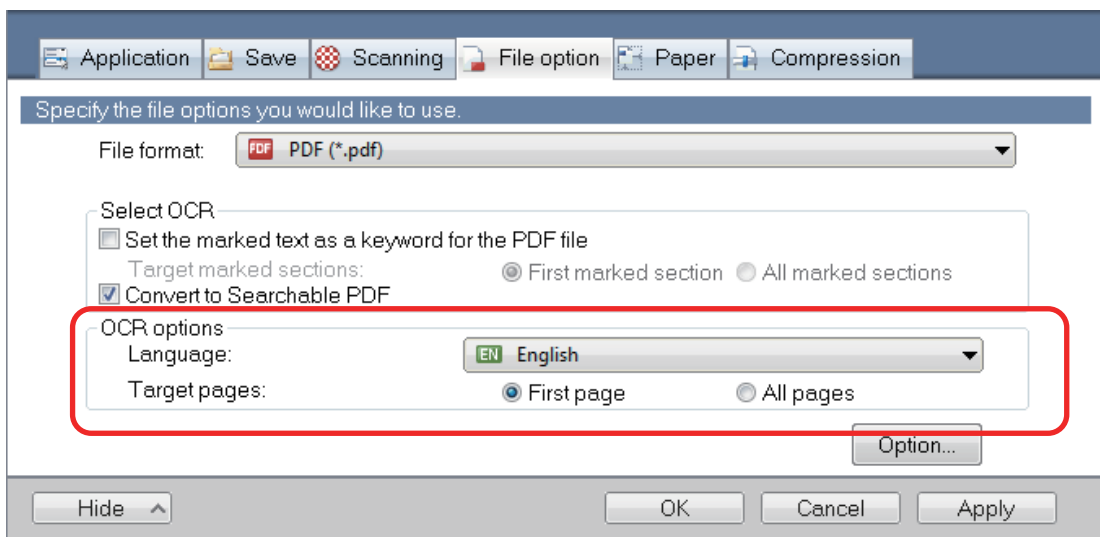 Application Save Scanning File option Paper Compression
Specify the file options you would like to use.
File format: PDF PDF (*.pdf)
Select OCR
Set the marked text as a keyword for the PDF file
Target marked sections: First marked section All marked sections
Convert to Searchable PDF
OCR options
Language: EN English
Target pages: First page All pages
Option...
Hide OK Cancel Apply